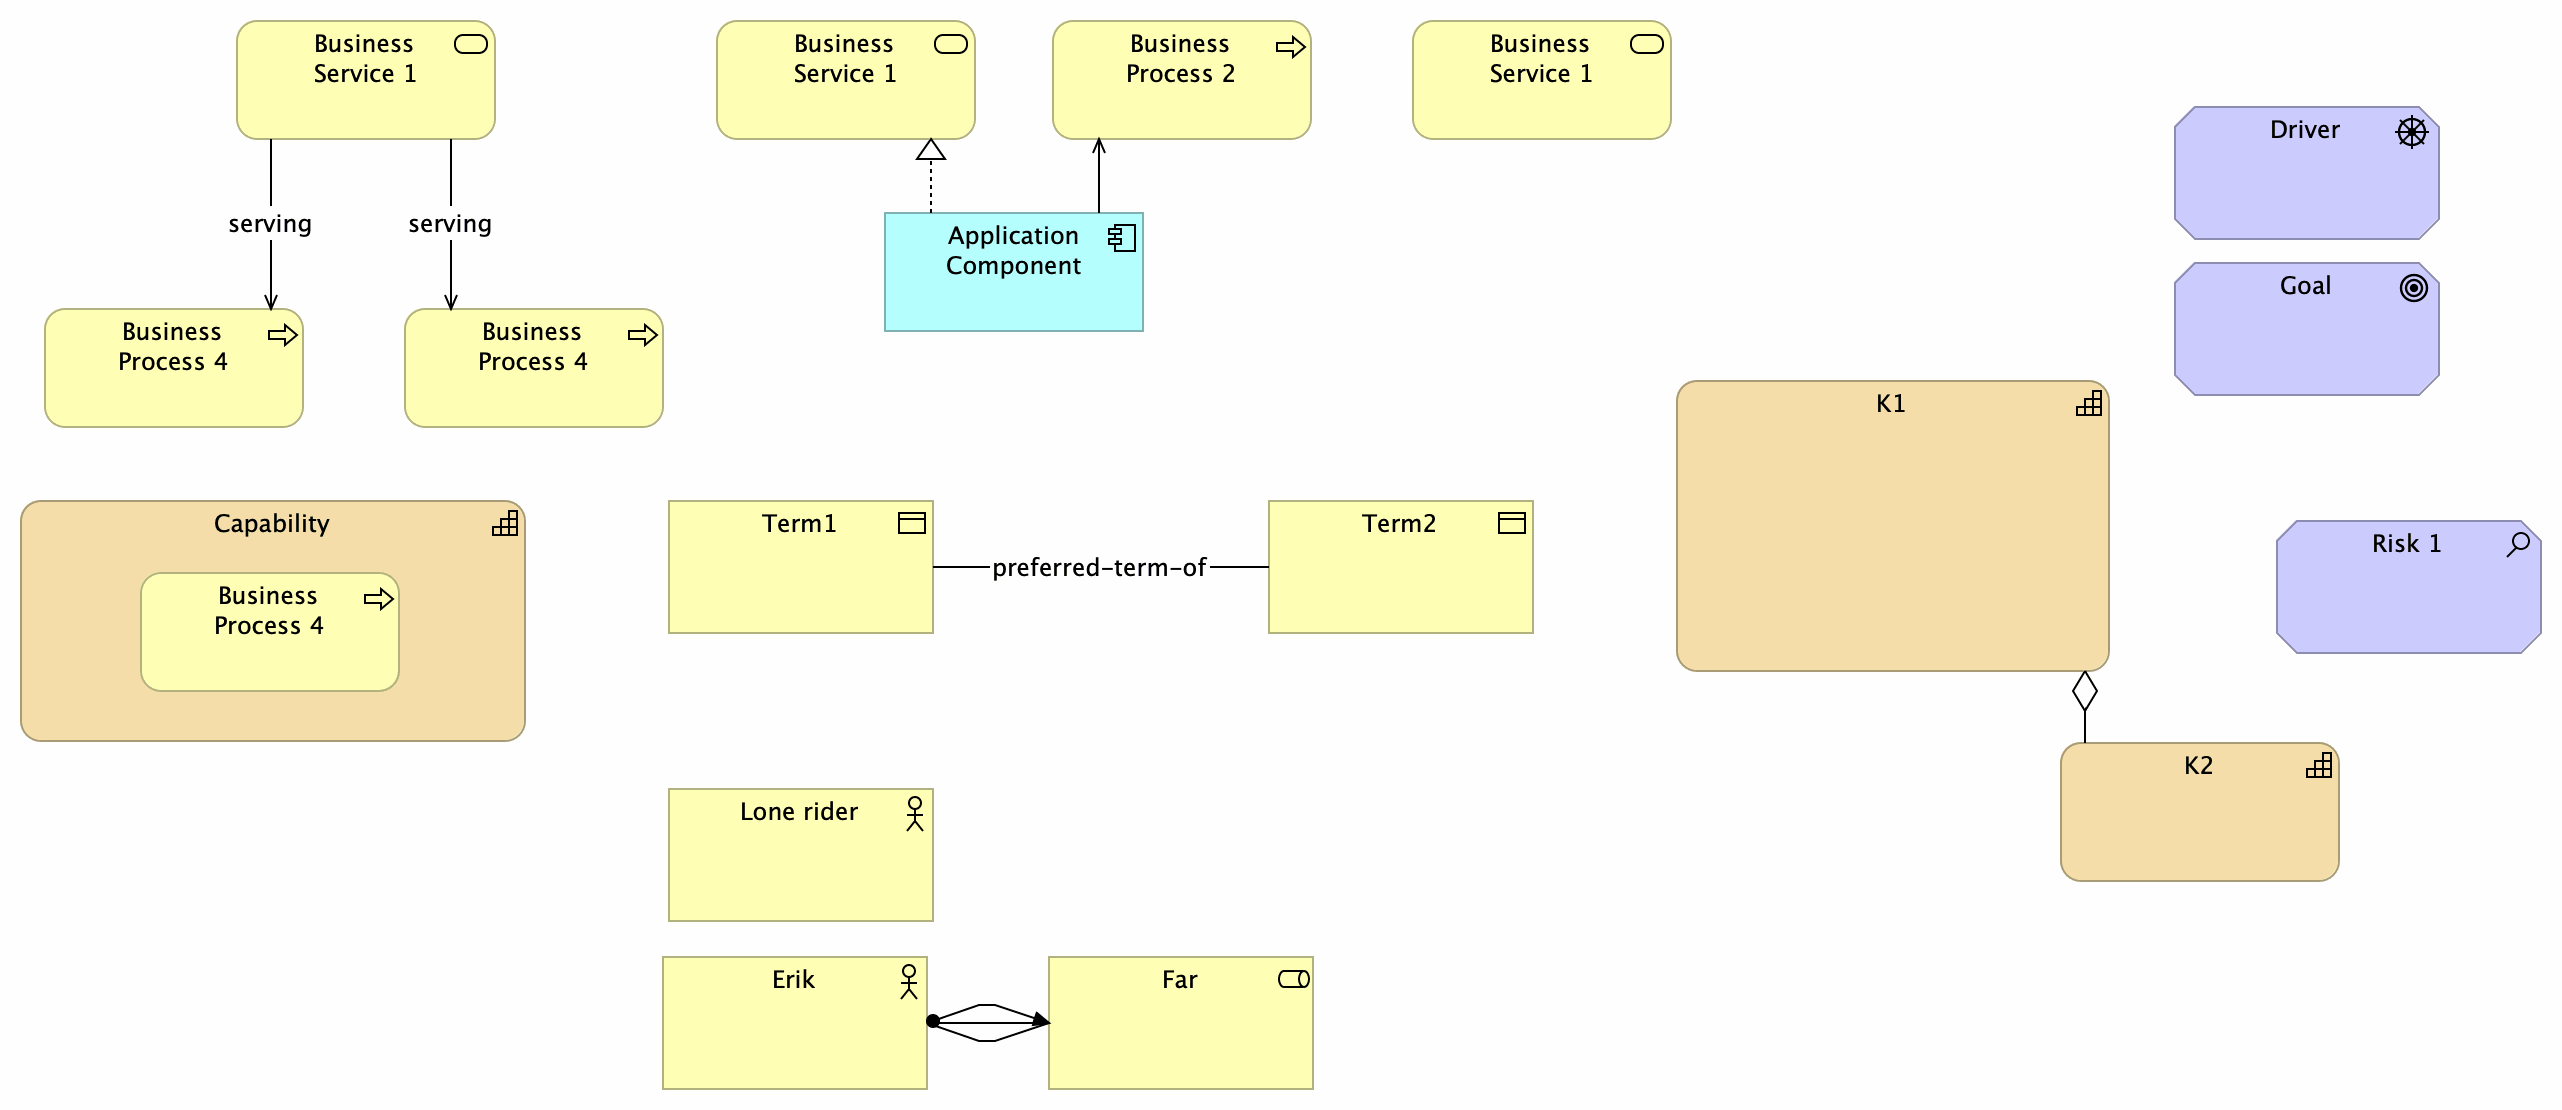 Business
Service 1
Business
Service 1
Business
Process 2
Business
Service 1
Driver
serving
serving
Application
Component
Goal
Business
Process 4
Business
Process 4
K1
Capability
Term1
Term2
Risk 1
preferred-term-of
Business
Process 4
K2
Lone rider
Erik
Far